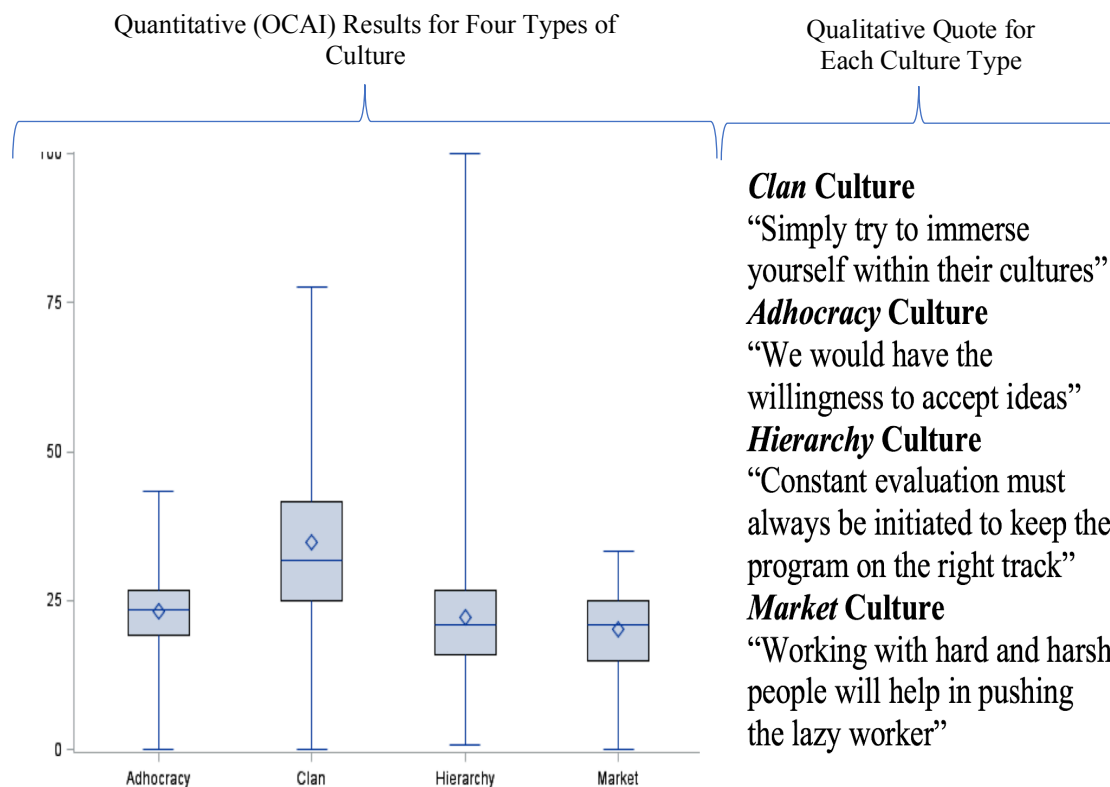 Quantitative (OCAI) Results for Four Types of
Culture
Qualitative Quote for
Each Culture Type
100
75
50
25
0
Adhocracy
Clan
Hierarchy
Market
Clan Culture
“Simply try to immerse
yourself within their cultures”
Adhocracy Culture
“We would have the
willingness to accept ideas”
Hierarchy Culture
“Constant evaluation must
always be initiated to keep the
program on the right track”
Market Culture
“Working with hard and harsh
people will help in pushing
the lazy worker”